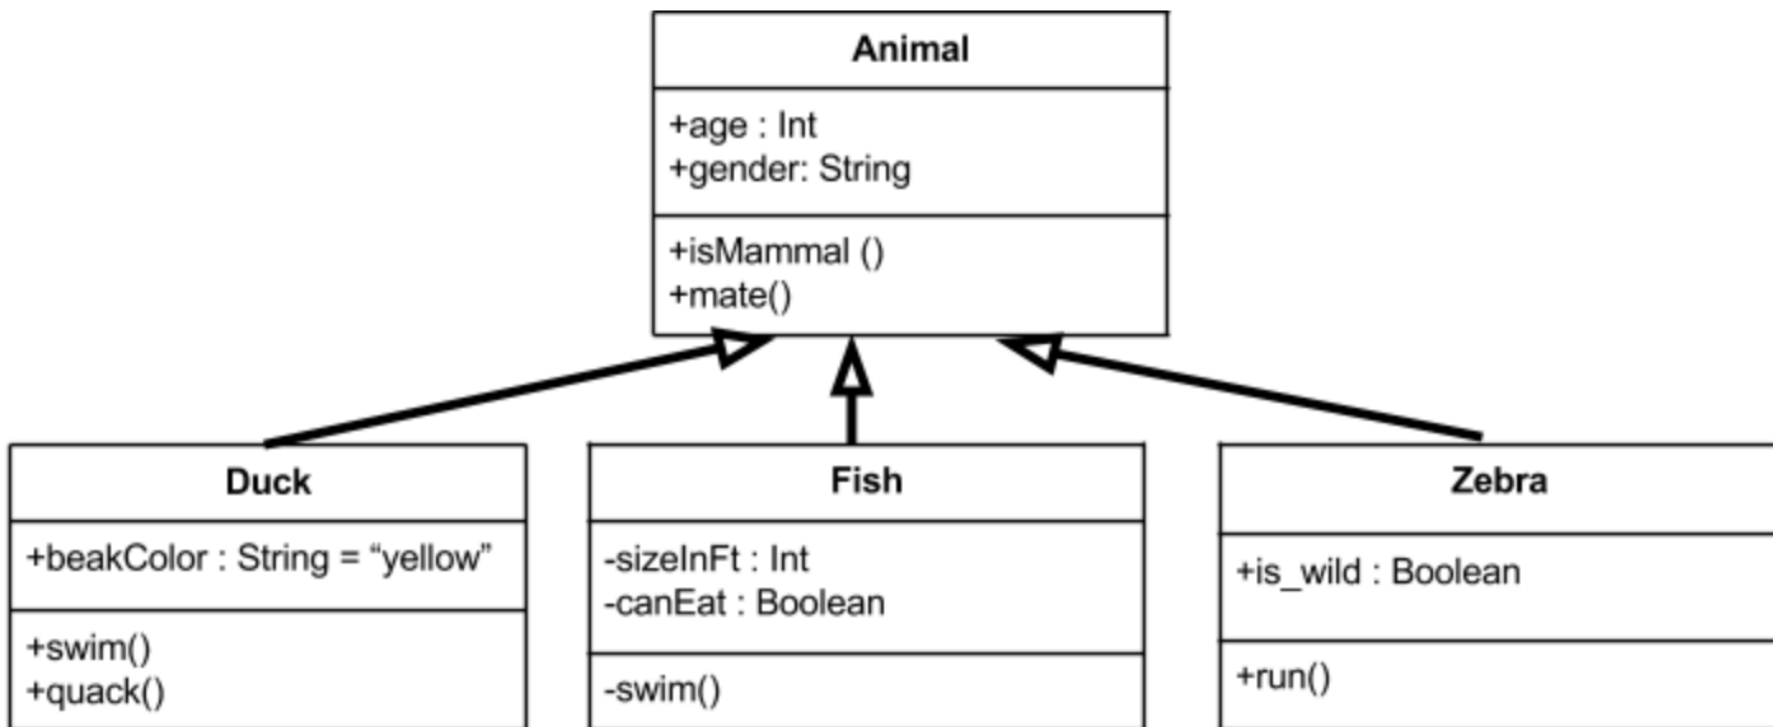 Animal
+age : Int
+gender: String
+isMammal ()
+mate()
Duck
+beakColor : String = “yellow”
+swim()
+quack()
Fish
-sizeInFt : Int
-canEat : Boolean
-swim()
Zebra
+is_wild : Boolean
+run()